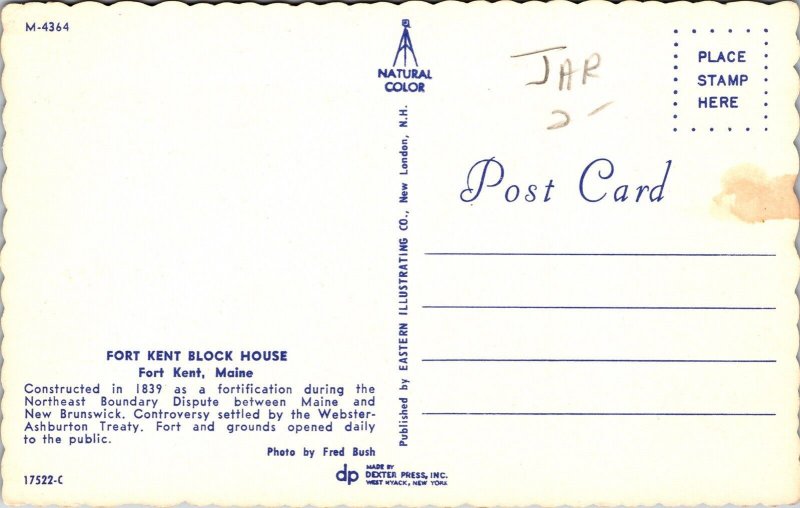 M-4364
NATURAL
COLOR
JAR
2-
PLACE
STAMP
HERE
Post Card
Published by EASTERN ILLUSTRATING CO., New London, N.H.
FORT KENT BLOCK HOUSE
Fort Kent, Maine
Constructed in 1839 as a fortification during the
Northeast Boundary Dispute between Maine and
New Brunswick. Controversy settled by the Webster-
Ashburton Treaty. Fort and grounds opened daily
to the public.
Photo by Fred Bush
17522-C
dp
MADE BY
DEXTER PRESS, INC.
WEST NYACK, NEW YORK